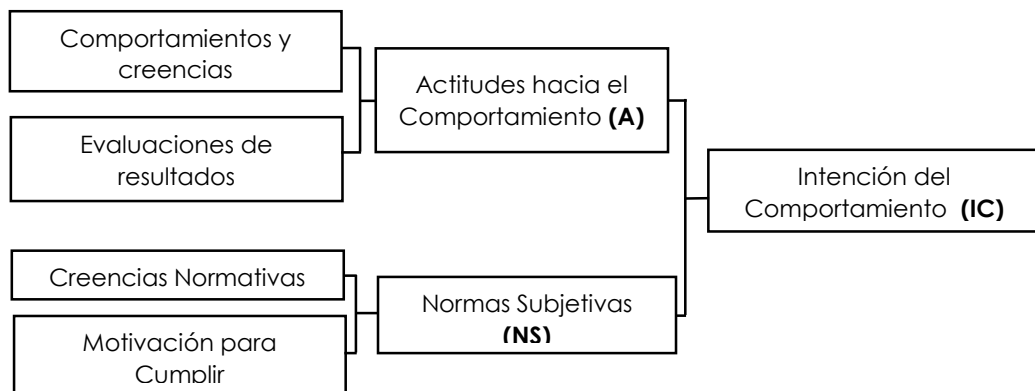 Comportamientos y
creencias
Evaluaciones de
resultados
Actitudes hacia el
Comportamiento (A)
Intención del
Comportamiento (IC)
Creencias Normativas
Motivación para
Cumplir
Normas Subjetivas
(NS)